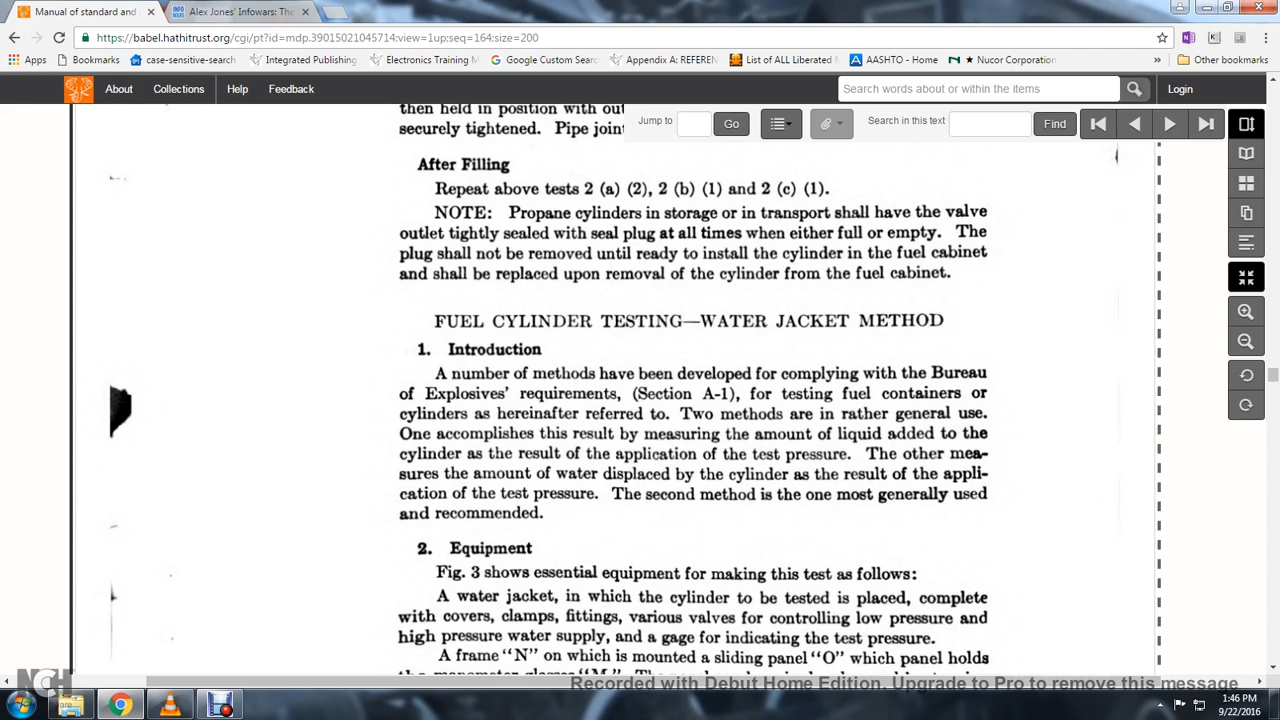 Manual of standard and
Alex Jones' Infowars: The
https://babel.hathitrust.org/cgi/pt?id=mdp.39015021045714;view=1up;seq=164;size=200
Apps
Bookmarks
case-sensitive-search
Integrated Publishing
Electronics Training M
Google Custom Searc
Appendix A: REFEREN
List of ALL Liberated M
AASHTO - Home
Nucor Corporation
»
Other bookmarks
About
Collections
Help
Feedback
Search words about or within the items
Login
Jump to
Go
Search in this text
Find
then held in position with out
securely tightened. Pipe joint
After Filling
Repeat above tests 2 (a) (2), 2 (b) (1) and 2 (c) (1).
NOTE: Propane cylinders in storage or in transport shall have the valve
outlet tightly sealed with seal plug at all times when either full or empty. The
plug shall not be removed until ready to install the cylinder in the fuel cabinet
and shall be replaced upon removal of the cylinder from the fuel cabinet.
FUEL CYLINDER TESTING—WATER JACKET METHOD
1. Introduction
A number of methods have been developed for complying with the Bureau
of Explosives' requirements, (Section A-1), for testing fuel containers or
cylinders as hereinafter referred to. Two methods are in rather general use.
One accomplishes this result by measuring the amount of liquid added to the
cylinder as the result of the application of the test pressure. The other mea-
sures the amount of water displaced by the cylinder as the result of the appli-
cation of the test pressure. The second method is the one most generally used
and recommended.
2. Equipment
Fig. 3 shows essential equipment for making this test as follows:
A water jacket, in which the cylinder to be tested is placed, complete
with covers, clamps, fittings, various valves for controlling low pressure and
high pressure water supply, and a gage for indicating the test pressure.
A frame "N" on which is mounted a sliding panel "O" which panel holds
NCH
Recorded with Debut Home Edition. Upgrade to Pro to remove this message
1:46 PM
9/22/2016